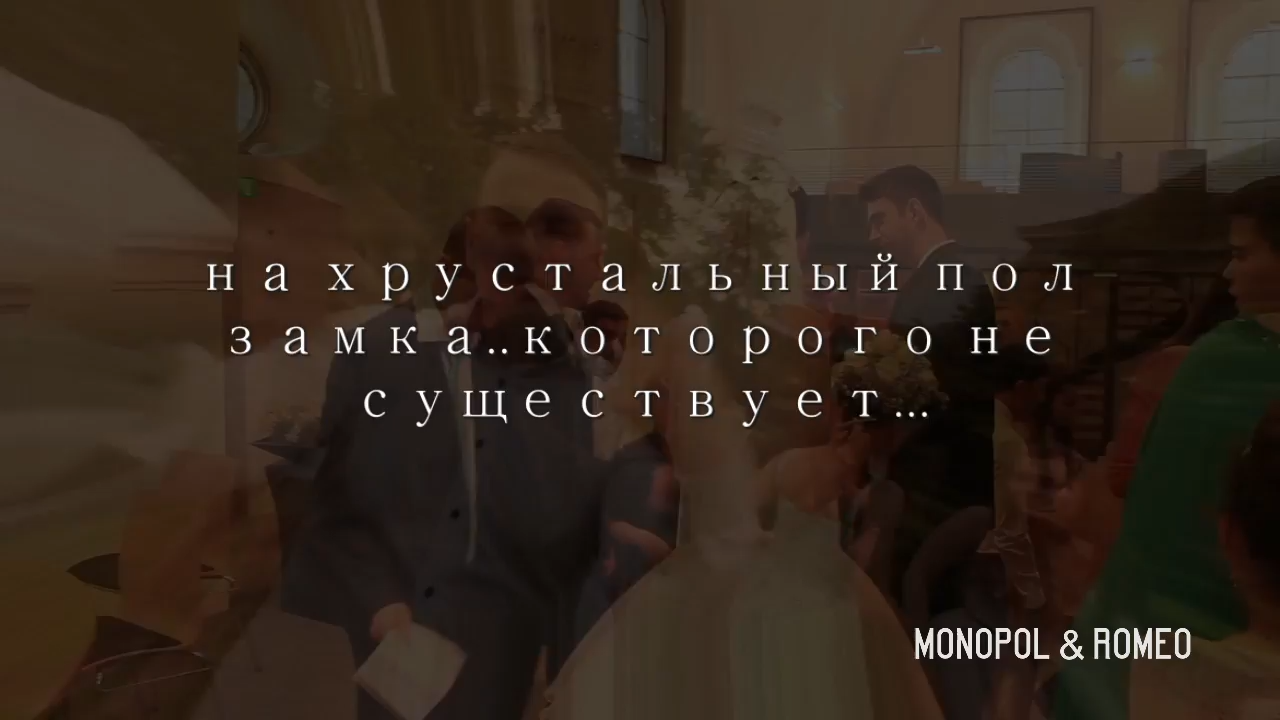 на хрустальный пол
замка..которого не
существует...
MONOPOL & ROMEO